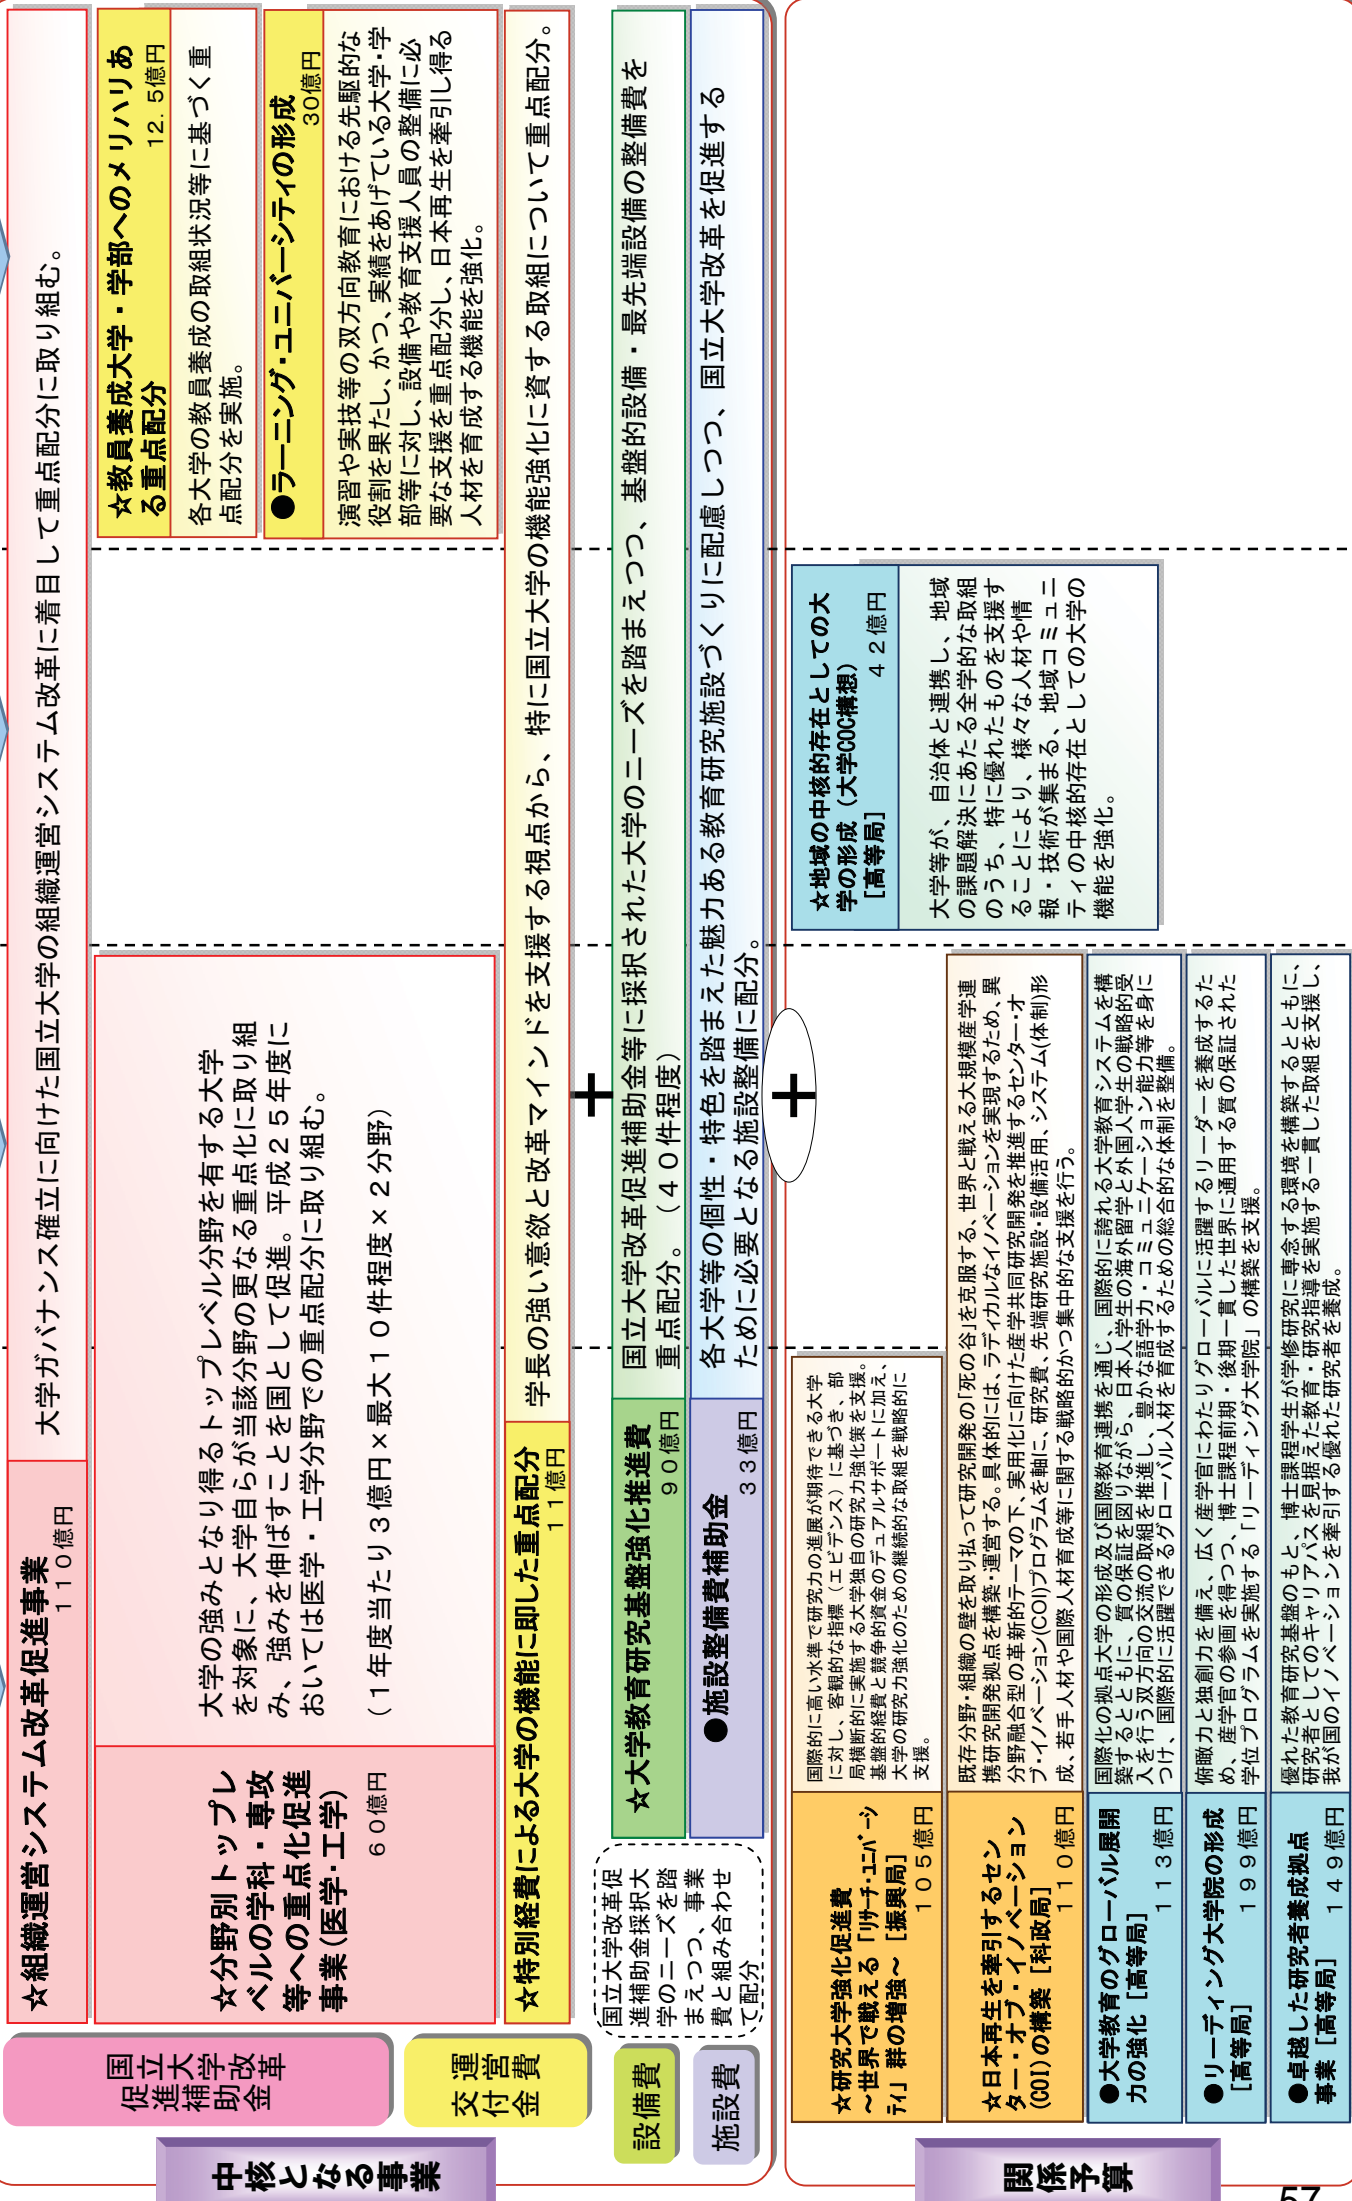 中核となる事業
国立大学改革
促進補助金
☆組織運営システム改革促進事業
１１０億円
大学ガバナンス確立に向けた国立大学の組織運営システム改革に着目して重点配分に取り組む。
☆分野別トップレ
ベルの学科・専攻
等への重点化促進
事業(医学・工学)
６０億円
大学の強みとなり得るトップレベル分野を有する大学
を対象に、大学自らが当該分野の更なる重点化に取り組
み、強みを伸ばすことを国として促進。平成２５年度に
おいては医学・工学分野での重点配分に取り組む。
（１年度当たり３億円×最大１０件程度×２分野）
☆教員養成大学・学部へのメリハリあ
る重点配分
１２．５億円
各大学の教員養成の取組状況等に基づく重
点配分を実施。
●ラーニング・ユニバーシティの形成
30億円
演習や実技等の双方向教育における先駆的な
役割を果たし、かつ、実績をあげている大学・学
部等に対し、設備や教育支援人員の整備に必
要な支援を重点配分し、日本再生を牽引し得る
人材を育成する機能を強化。
運営費
交付金
☆特別経費による大学の機能に即した重点配分
１１億円
学長の強い意欲と改革マインドを支援する視点から、特に国立大学の機能強化に資する取組について重点配分。
＋
設備費
施設費
国立大学改革促
進補助金採択大
学のニーズを踏
まえつつ、事業
費と組み合わせ
て配分
☆大学教育研究基盤強化推進費
９０億円
国立大学改革促進補助金等に採択された大学のニーズを踏まえつつ、基盤的設備・最先端設備の整備費を
重点配分。（４０件程度）
●施設整備費補助金
３３億円
各大学等の個性・特色を踏まえた魅力ある教育研究施設づくりに配慮しつつ、国立大学改革を促進する
ために必要となる施設整備に配分。
＋
関係予算
☆研究大学強化促進費
～世界で戦える「リサーチ・ユニバーシ
ティ」群の増強～［振興局］
１０５億円
国際的に高い水準で研究力の進展が期待できる大学
に対し、客観的な指標（エビデンス）に基づき、部
局横断的に実施する大学独自の研究力強化策を支援。
基盤的経費と競争的資金のデュアルサポートに加え、
大学の研究力強化のための継続的な取組を戦略的に
支援。
☆日本再生を牽引するセン
ター・オブ・イノベーション
(COI)の構築［科政局］
１１０億円
既存分野・組織の壁を取り払って研究開発の「死の谷」を克服する、世界と戦える大規模産学連
携研究開発拠点を構築・運営する。具体的には、ラディカルなイノベーションを実現するため、異
分野融合型の革新的テーマの下、実用化に向けた産学共同研究開発を推進するセンター・オ
ブ・イノベーション(COI)プログラムを軸に、研究費、先端研究施設・設備活用、システム(体制)形
成、若手人材や国際人材育成等に関する戦略的かつ集中的な支援を行う。
●大学教育のグローバル展開
力の強化［高等局］
１１３億円
国際化の拠点大学の形成及び国際教育連携を通じ、国際的に誇れる大学教育システムを構
築するとともに、質の保証を図りながら、日本人学生の海外留学と外国人学生の戦略的受
入を行う双方向の交流の取組を推進し、豊かな語学力・コミュニケーション能力等を身に
つけ、国際的に活躍できるグローバル人材を育成するための総合的な体制を整備。
●リーディング大学院の形成
［高等局］
１９９億円
俯瞰力と独創力を備え、広く産学官にわたりグローバルに活躍するリーダーを養成するた
め、産学官の参画を得つつ、博士課程前期・後期一貫した世界に通用する質の保証された
学位プログラムを実施する「リーディング大学院」の構築を支援。
●卓越した研究者養成拠点
事業［高等局］
１４９億円
優れた教育研究基盤のもと、博士課程学生が学修研究に専念する環境を構築するとともに、
研究者としてのキャリアパスを見据えた教育・研究指導を実施する一貫した取組を支援し、
我が国のイノベーションを牽引する優れた研究者を養成。
☆地域の中核的存在としての大
学の形成（大学COC構想）
［高等局］
４２億円
大学等が、自治体と連携し、地域
の課題解決にあたる全学的な取組
のうち、特に優れたものを支援す
ることにより、様々な人材や情
報・技術が集まる、地域コミュニ
ティの中核的存在としての大学の
機能を強化。
57